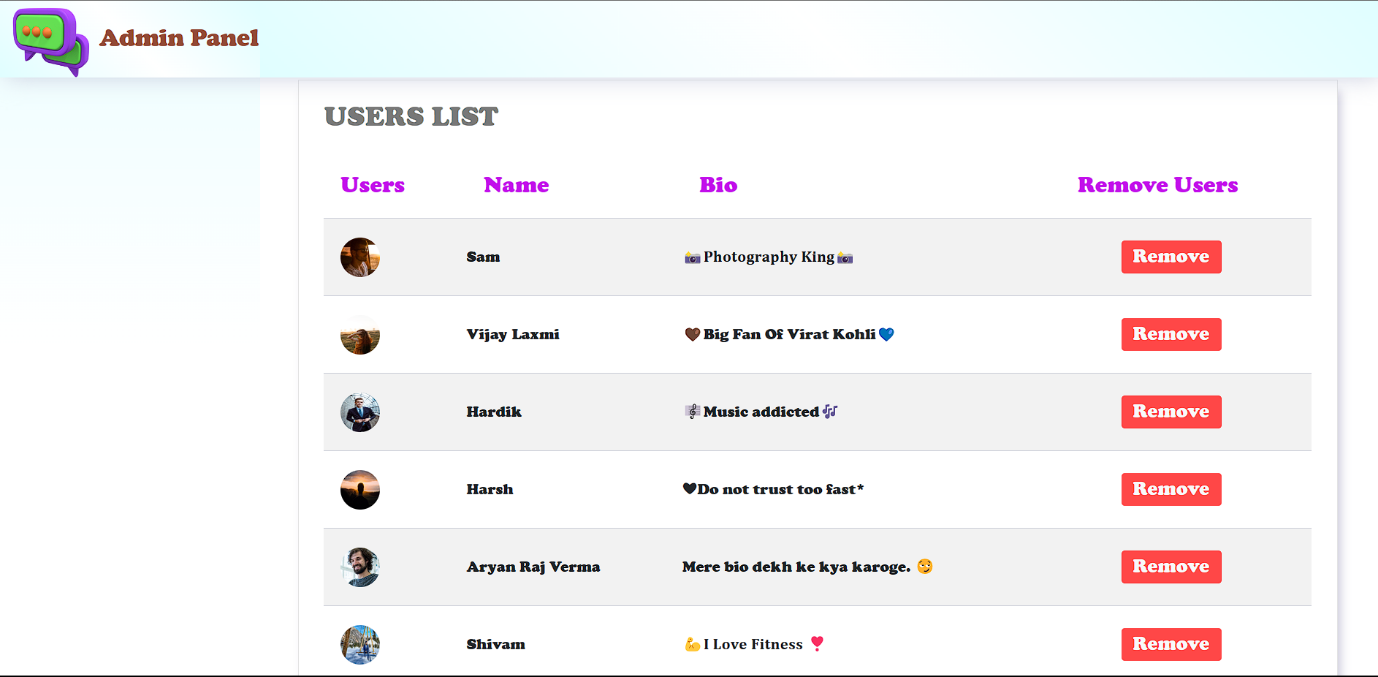 Admin Panel
USERS LIST
Users Name Bio Remove Users
Sam 📸Photography King📸 Remove
Vijay Laxmi 🤎Big Fan Of Virat Kohli💙 Remove
Hardik 🎼Music addicted🎶 Remove
Harsh 🖤Do not trust too fast* Remove
Aryan Raj Verma Mere bio dekh ke kya karoge. 🧐 Remove
Shivam 💪I Love Fitness ❣️ Remove